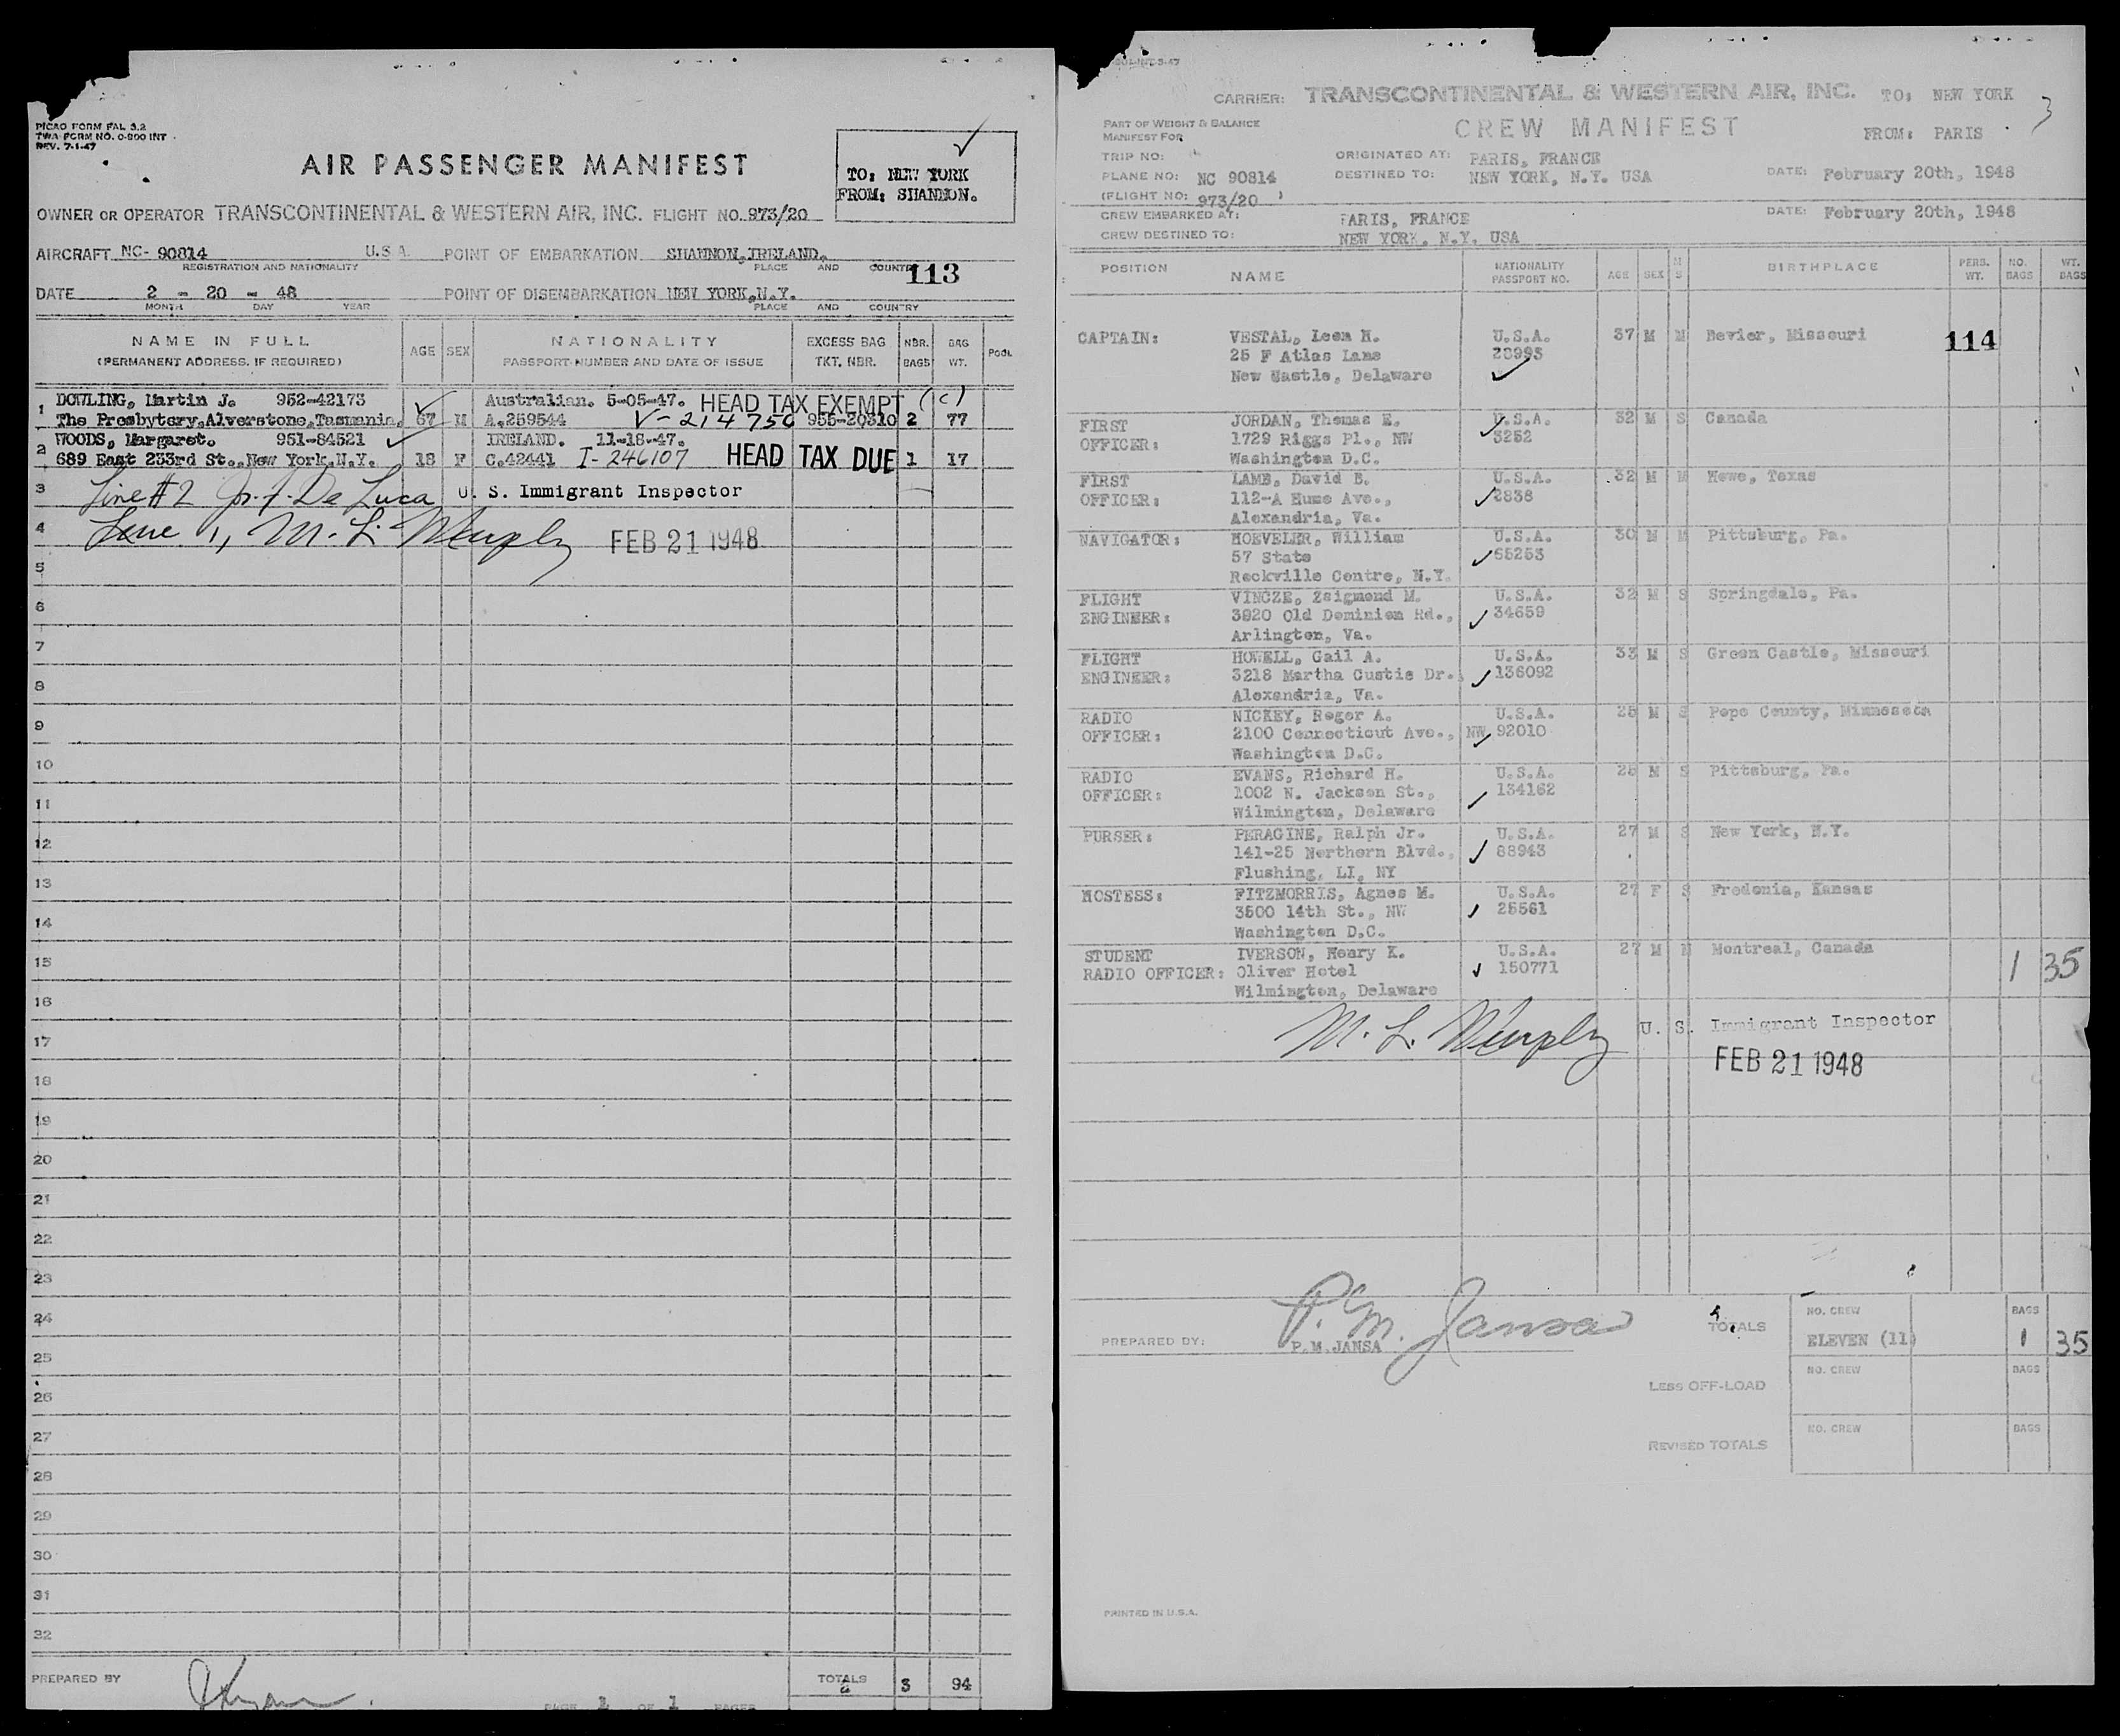 PICAO FORM FAL 3.2
TWA FORM NO. O-800 INT
REV. 7-1-47
AIR PASSENGER MANIFEST
TO: NEW YORK
FROM: SHANNON.
OWNER OR OPERATOR TRANSCONTINENTAL & WESTERN AIR, INC. FLIGHT NO. 973/20
AIRCRAFT NC- 90814 U.S.A. POINT OF EMBARKATION SHANNON,IRELAND.
REGISTRATION AND NATIONALITY PLACE AND COUNTRY
113
DATE 2 - 20 - 48 POINT OF DISEMBARKATION NEW YORK,N.Y.
MONTH DAY YEAR PLACE AND COUNTRY
NAME IN FULL AGE SEX NATIONALITY EXCESS BAG NBR. BAG POOL
(PERMANENT ADDRESS, IF REQUIRED) PASSPORT NUMBER AND DATE OF ISSUE TKT. NBR. BAGS WT.
1 DOWLING, Martin J. 952-42173 Australian. 5-05-47. HEAD TAX EXEMPT (c)
The Presbytery,Alverstone,Tasmania. 67 M A.259544 V-214756 955-20310 2 77
2 WOODS, Margaret. 951-84521 IRELAND. 11-18-47.
689 East 233rd St.,New York,N.Y. 18 F C.42441 I-246107 HEAD TAX DUE 1 17
3 Line #2 De Luca U. S. Immigrant Inspector
4 Line 1, M. L. Murphy FEB 21 1948
5
6
7
8
9
10
11
12
13
14
15
16
17
18
19
20
21
22
23
24
25
26
27
28
29
30
31
32
PREPARED BY TOTALS 3 94
PAGE 1 OF 1 PAGES
CARRIER: TRANSCONTINENTAL & WESTERN AIR, INC. TO: NEW YORK
3
PART OF WEIGHT & BALANCE
MANIFEST FOR
CREW MANIFEST FROM: PARIS
TRIP NO: ORIGINATED AT: PARIS, FRANCE
PLANE NO: NC 90814 DESTINED TO: NEW YORK, N.Y. USA DATE: February 20th, 1948
(FLIGHT NO: 973/20 )
CREW EMBARKED AT: PARIS, FRANCE DATE: February 20th, 1948
CREW DESTINED TO: NEW YORK, N.Y. USA
POSITION NAME NATIONALITY PASSPORT NO. AGE SEX M S BIRTHPLACE PERS. WT. NO. BAGS WT. BAGS
CAPTAIN: VESTAL, Leon H. U.S.A. 37 M M Bevier, Missouri 114
25 F Atlas Lane 20993
New Castle, Delaware
FIRST JORDAN, Thomas E. U.S.A. 32 M S Canada
OFFICER: 1729 Riggs Pl., NW 3252
Washington D.C.
FIRST LAMB, David B. U.S.A. 32 M M Howe, Texas
OFFICER: 112-A Hume Ave., 2838
Alexandria, Va.
NAVIGATOR: HOEVELER, William U.S.A. 30 M M Pittsburg, Pa.
57 State 65253
Rockville Centre, N.Y.
FLIGHT VINCZE, Zsigmond M. U.S.A. 32 M S Springdale, Pa.
ENGINEER: 3920 Old Dominion Rd., 34659
Arlington, Va.
FLIGHT HOWELL, Gail A. U.S.A. 33 M S Green Castle, Missouri
ENGINEER: 3218 Martha Custis Dr. 136092
Alexandria, Va.
RADIO NICKEY, Roger A. U.S.A. 25 M S Pope County, Minnesota
OFFICER: 2100 Connecticut Ave., NW 92010
Washington D.C.
RADIO EVANS, Richard H. U.S.A. 26 M S Pittsburg, Pa.
OFFICER: 1002 N. Jackson St., 134162
Wilmington, Delaware
PURSER: PERAGINE, Ralph Jr. U.S.A. 27 M S New York, N.Y.
141-25 Northern Blvd., 88943
Flushing, LI, NY
HOSTESS: FITZMORRIS, Agnes M. U.S.A. 27 F S Fredonia, Kansas
3500 14th St., NW 25561
Washington D.C.
STUDENT IVERSON, Henry K. U.S.A. 27 M M Montreal, Canada
RADIO OFFICER: Oliver Hotel 150771 1 35
Wilmington, Delaware
M. L. Murphy U. S. Immigrant Inspector
FEB 21 1948
P. M. Jansa
PREPARED BY: P.M.JANSA
TOTALS NO. CREW BAGS
ELEVEN (11) 1 35
LESS OFF-LOAD NO. CREW BAGS
REVISED TOTALS NO. CREW BAGS
PRINTED IN U.S.A.